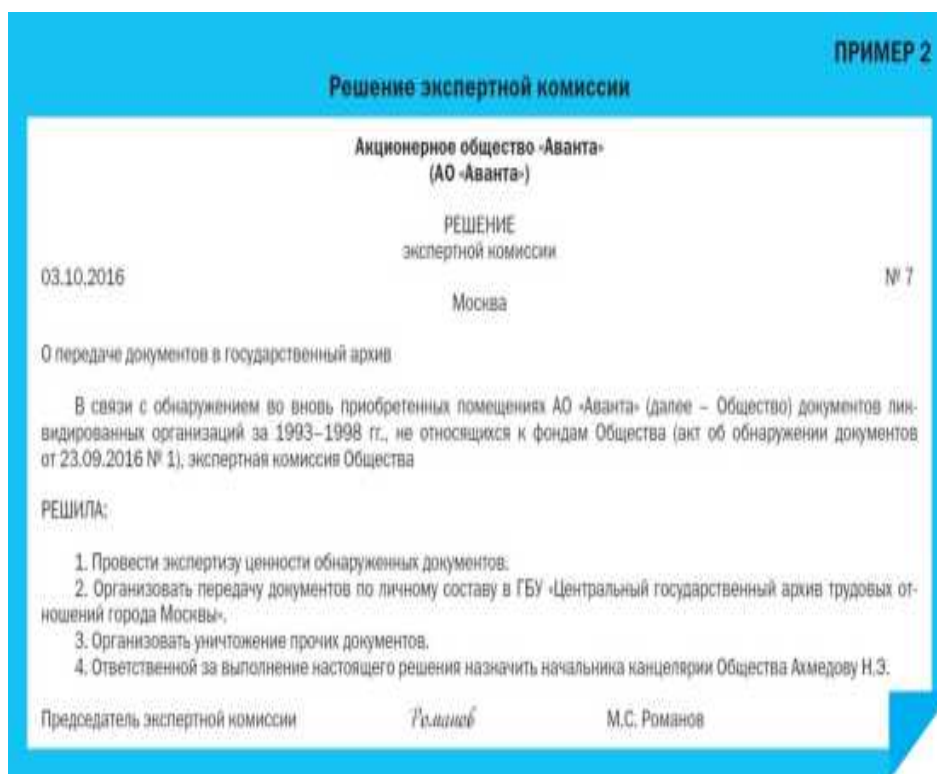 ПРИМЕР 2
Решение экспертной комиссии
Акционерное общество «Аванта»
(АО «Аванта»)
РЕШЕНИЕ
экспертной комиссии
03.10.2016 № 7
Москва
О передаче документов в государственный архив
В связи с обнаружением во вновь приобретенных помещениях АО «Аванта» (далее – Общество) документов лик-
видированных организаций за 1993–1998 гг., не относящихся к фондам Общества (акт об обнаружении документов
от 23.09.2016 № 1), экспертная комиссия Общества
РЕШИЛА:
1. Провести экспертизу ценности обнаруженных документов.
2. Организовать передачу документов по личному составу в ГБУ «Центральный государственный архив трудовых от-
ношений города Москвы».
3. Организовать уничтожение прочих документов.
4. Ответственной за выполнение настоящего решения назначить начальника канцелярии Общества Ахмедову Н.Э.
Председатель экспертной комиссии Романов М.С. Романов